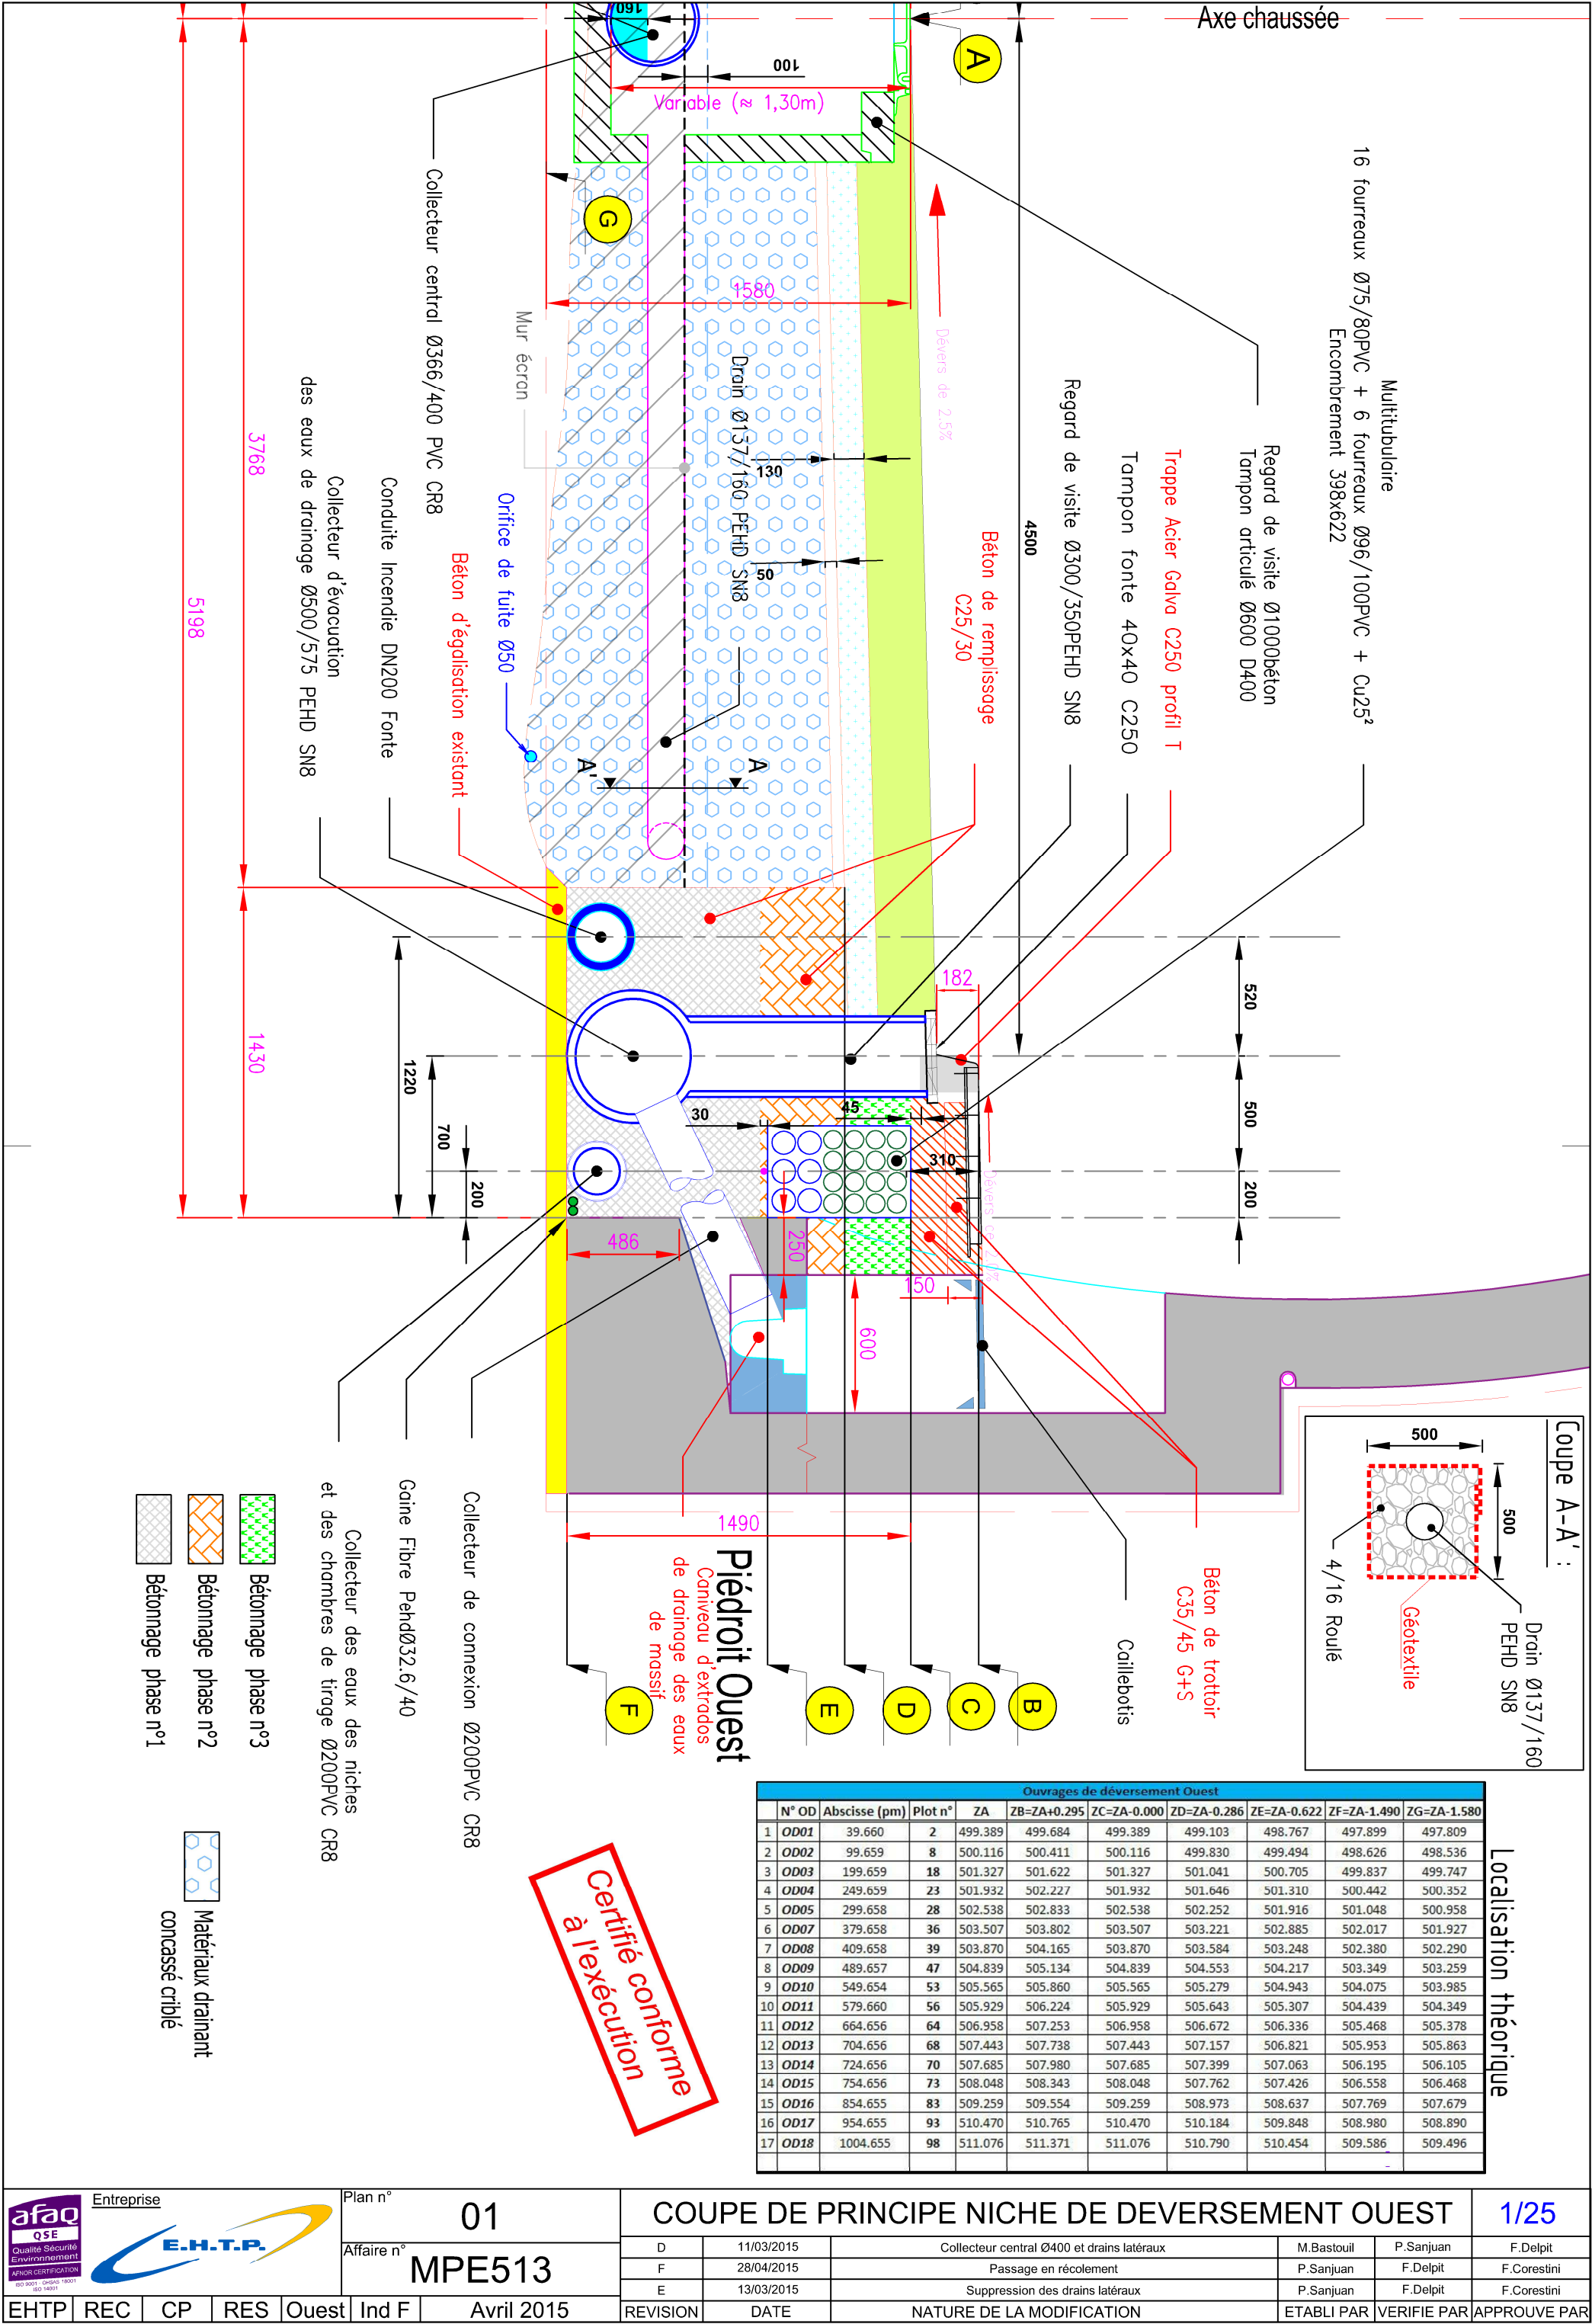 Axe chaussée
A
160
100
Variable (≈ 1,30m)
G
1580
Dévers de 2.5%
4500
16 fourreaux Ø75/80PVC + 6 fourreaux Ø96/100PVC + Cu25²
Multitubulaire
Encombrement 398x622
Regard de visite Ø1000béton
Tampon articulé Ø600 D400
Trappe Acier Galva C250 profil T
Tampon fonte 40x40 C250
Regard de visite Ø300/350PEHD SN8
Béton de remplissage
C25/30
Drain Ø137/160 PEHD SN8
130
50
Mur écran
Collecteur central Ø366/400 PVC CR8
Orifice de fuite Ø50
Béton d'égalisation existant
Conduite Incendie DN200 Fonte
Collecteur d'évacuation
des eaux de drainage Ø500/575 PEHD SN8
A
A'
3768
5198
1430
1220
700
200
182
520
500
200
30
45
310
Dévers de 2.0%
486
250
150
600
1490
Coupe A-A' :
500
500
Drain Ø137/160
PEHD SN8
Géotextile
4/16 Roulé
Béton de trottoir
C35/45 G+S
Caillebotis
B
C
D
E
F
Piédroit Ouest
Caniveau d'extrados
de drainage des eaux
de massif
Collecteur de connexion Ø200PVC CR8
Gaine Fibre PehdØ32.6/40
Collecteur des eaux des niches
et des chambres de tirage Ø200PVC CR8
Bétonnage phase n°3
Bétonnage phase n°2
Bétonnage phase n°1
Matériaux drainant
concassé criblé
Certifié conforme
à l'exécution
Localisation théorique
Ouvrages de déversement Ouest
N° OD Abscisse (pm) Plot n° ZA ZB=ZA+0.295 ZC=ZA-0.000 ZD=ZA-0.286 ZE=ZA-0.622 ZF=ZA-1.490 ZG=ZA-1.580
1 OD01 39.660 2 499.389 499.684 499.389 499.103 498.767 497.899 497.809
2 OD02 99.659 8 500.116 500.411 500.116 499.830 499.494 498.626 498.536
3 OD03 199.659 18 501.327 501.622 501.327 501.041 500.705 499.837 499.747
4 OD04 249.659 23 501.932 502.227 501.932 501.646 501.310 500.442 500.352
5 OD05 299.658 28 502.538 502.833 502.538 502.252 501.916 501.048 500.958
6 OD07 379.658 36 503.507 503.802 503.507 503.221 502.885 502.017 501.927
7 OD08 409.658 39 503.870 504.165 503.870 503.584 503.248 502.380 502.290
8 OD09 489.657 47 504.839 505.134 504.839 504.553 504.217 503.349 503.259
9 OD10 549.654 53 505.565 505.860 505.565 505.279 504.943 504.075 503.985
10 OD11 579.660 56 505.929 506.224 505.929 505.643 505.307 504.439 504.349
11 OD12 664.656 64 506.958 507.253 506.958 506.672 506.336 505.468 505.378
12 OD13 704.656 68 507.443 507.738 507.443 507.157 506.821 505.953 505.863
13 OD14 724.656 70 507.685 507.980 507.685 507.399 507.063 506.195 506.105
14 OD15 754.656 73 508.048 508.343 508.048 507.762 507.426 506.558 506.468
15 OD16 854.655 83 509.259 509.554 509.259 508.973 508.637 507.769 507.679
16 OD17 954.655 93 510.470 510.765 510.470 510.184 509.848 508.980 508.890
17 OD18 1004.655 98 511.076 511.371 511.076 510.790 510.454 509.586 509.496
afaq
QSE
Qualité Sécurité
Environnement
AFNOR CERTIFICATION
ISO 9001 - OHSAS 18001
ISO 14001
Entreprise
E.H.T.P.
Plan n°
01
Affaire n°
MPE513
EHTP REC CP RES Ouest Ind F Avril 2015
COUPE DE PRINCIPE NICHE DE DEVERSEMENT OUEST 1/25
D 11/03/2015 Collecteur central Ø400 et drains latéraux M.Bastouil P.Sanjuan F.Delpit
F 28/04/2015 Passage en récolement P.Sanjuan F.Delpit F.Corestini
E 13/03/2015 Suppression des drains latéraux P.Sanjuan F.Delpit F.Corestini
REVISION DATE NATURE DE LA MODIFICATION ETABLI PAR VERIFIE PAR APPROUVE PAR